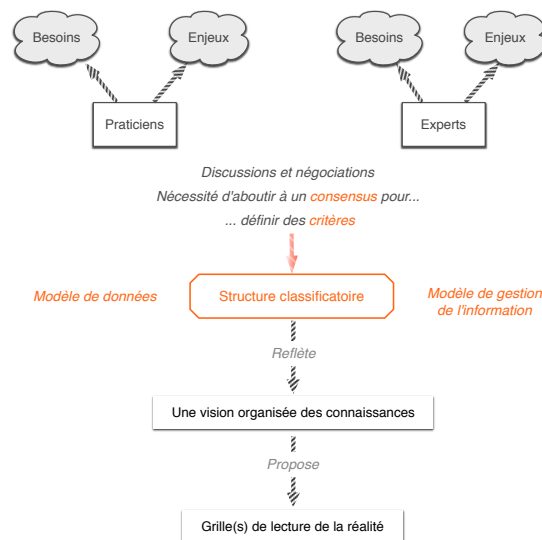 Besoins
Enjeux
Besoins
Enjeux
Praticiens
Experts
Discussions et négociations
Nécessité d'aboutir à un consensus pour...
... définir des critères
Modèle de données
Structure classificatoire
Modèle de gestion
de l'information
Reflète
Une vision organisée des connaissances
Propose
Grille(s) de lecture de la réalité